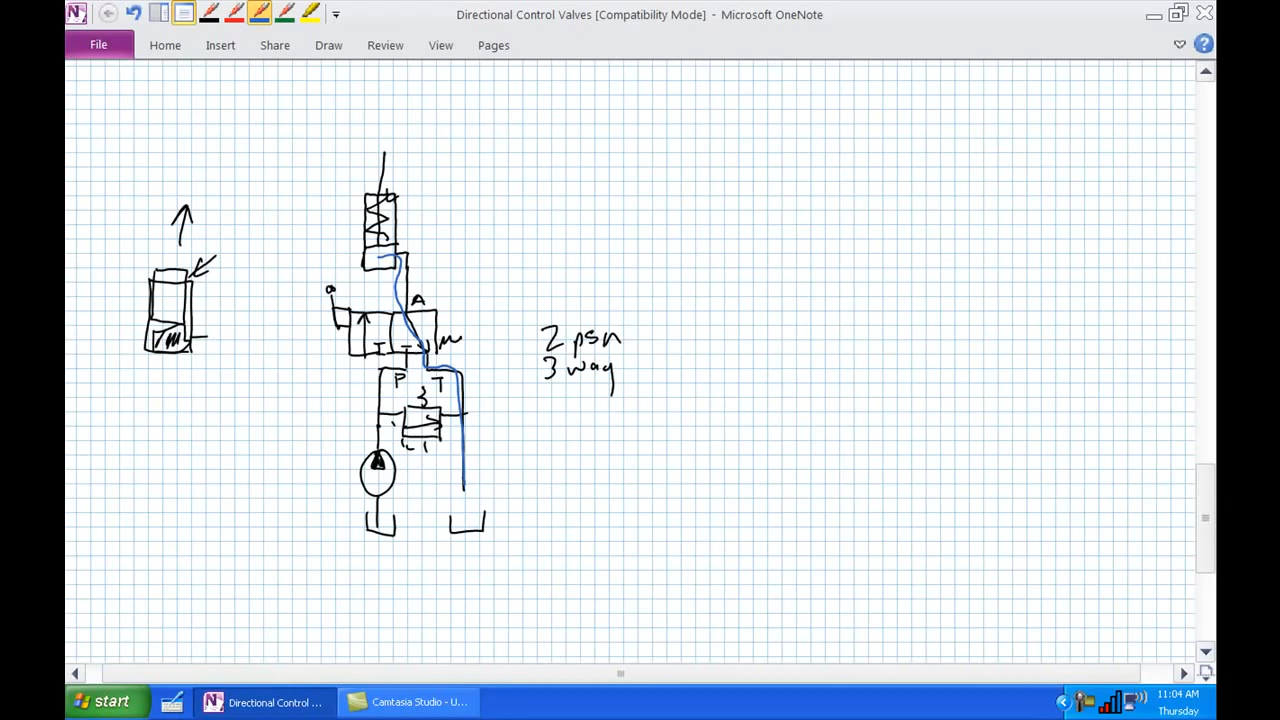 Directional Control Valves [Compatibility Mode] - Microsoft OneNote
File Home Insert Share Draw Review View Pages
A
P T
2 psn
3 way
start
Directional Control ...
Camtasia Studio - U...
11:04 AM
Thursday